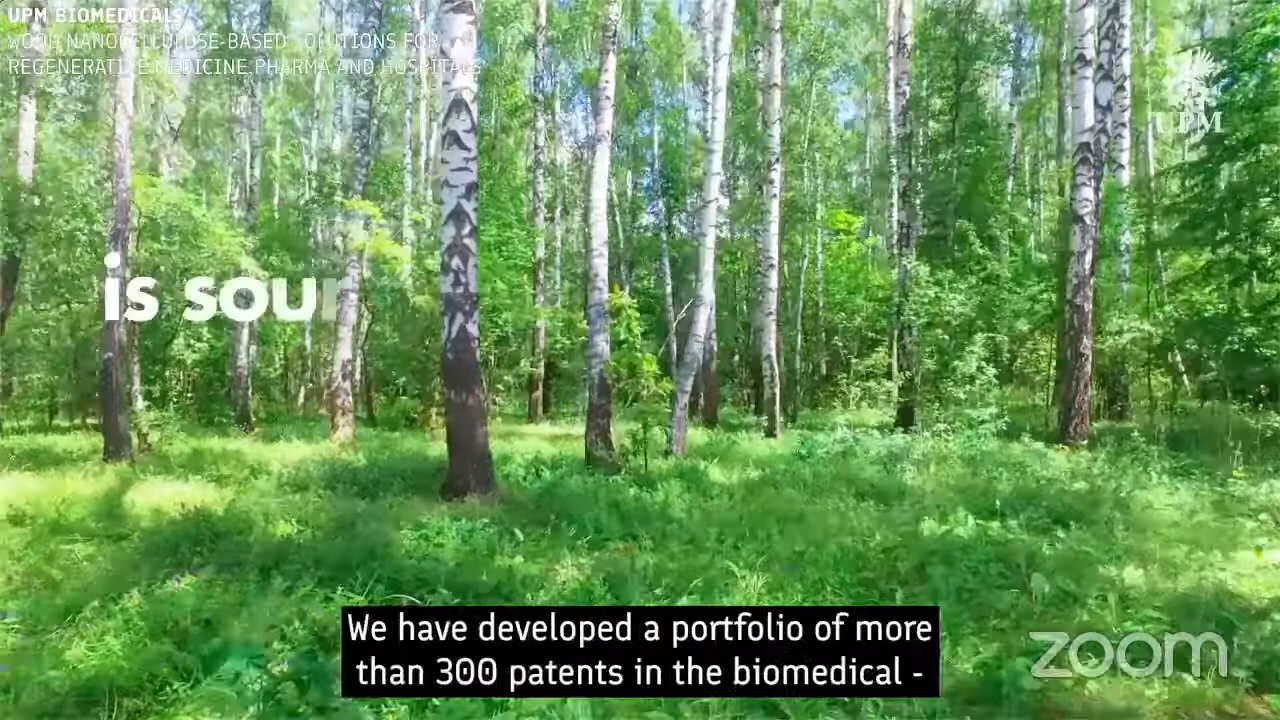 UPM BIOMEDICALS
WOOD NANOCELLULOSE-BASED SOLUTIONS FOR
REGENERATIVE MEDICINE, PHARMA AND HOSPITALS
UPM
is sour
We have developed a portfolio of more
than 300 patents in the biomedical -
zoom